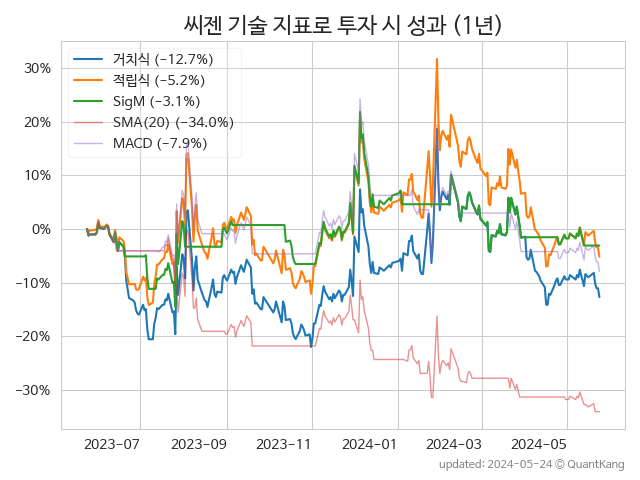 씨젠 기술 지표로 투자 시 성과 (1년)
거치식 (−12.7%)
적립식 (−5.2%)
SigM (−3.1%)
SMA(20) (−34.0%)
MACD (−7.9%)
30%
20%
10%
0%
−10%
−20%
−30%
2023-07 2023-09 2023-11 2024-01 2024-03 2024-05
updated: 2024-05-24 © QuantKang